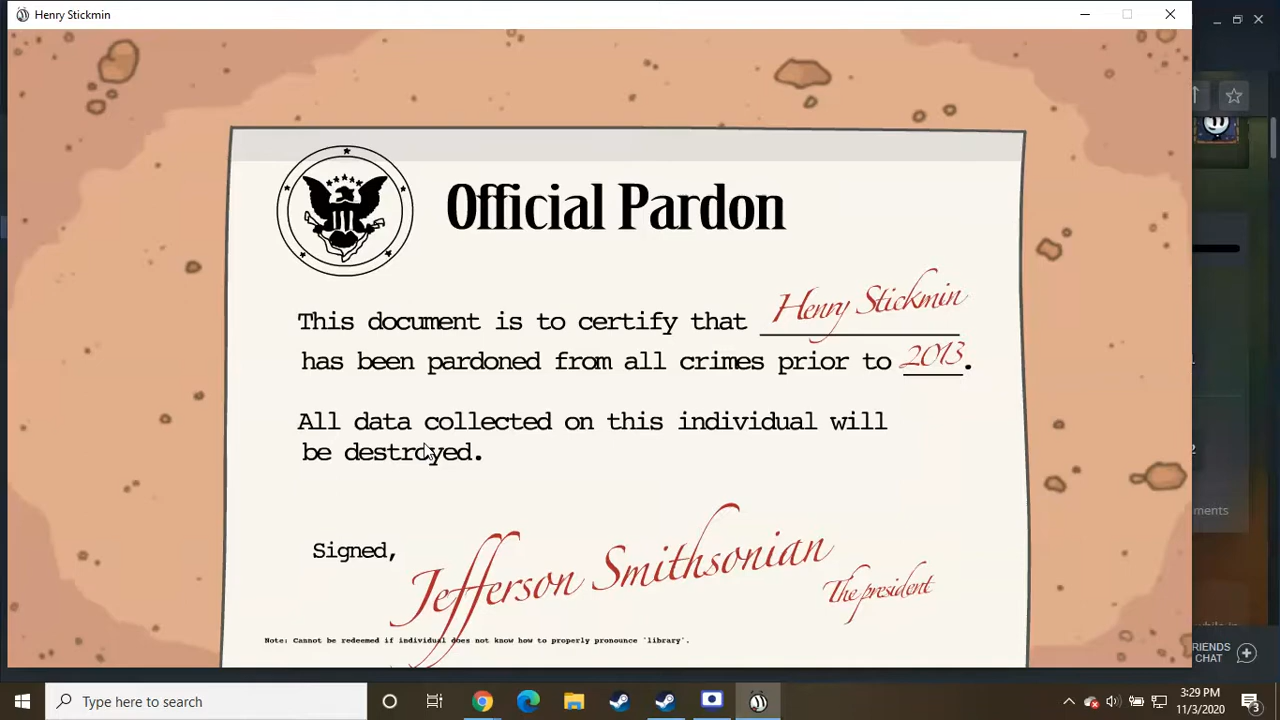 Henry Stickmin
Official Pardon
This document is to certify that Henry Stickmin
has been pardoned from all crimes prior to 2013.
All data collected on this individual will
be destroyed.
Signed, Jefferson Smithsonian
The president
Note: Cannot be redeemed if individual does not know how to properly pronounce 'library'.
FRIENDS
CHAT
Type here to search
3:29 PM
11/3/2020
3